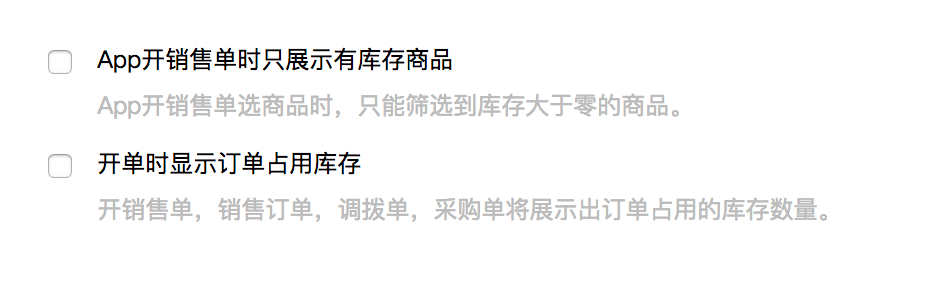 App开销售单时只展示有库存商品
App开销售单选商品时，只能筛选到库存大于零的商品。
开单时显示订单占用库存
开销售单，销售订单，调拨单，采购单将展示出订单占用的库存数量。